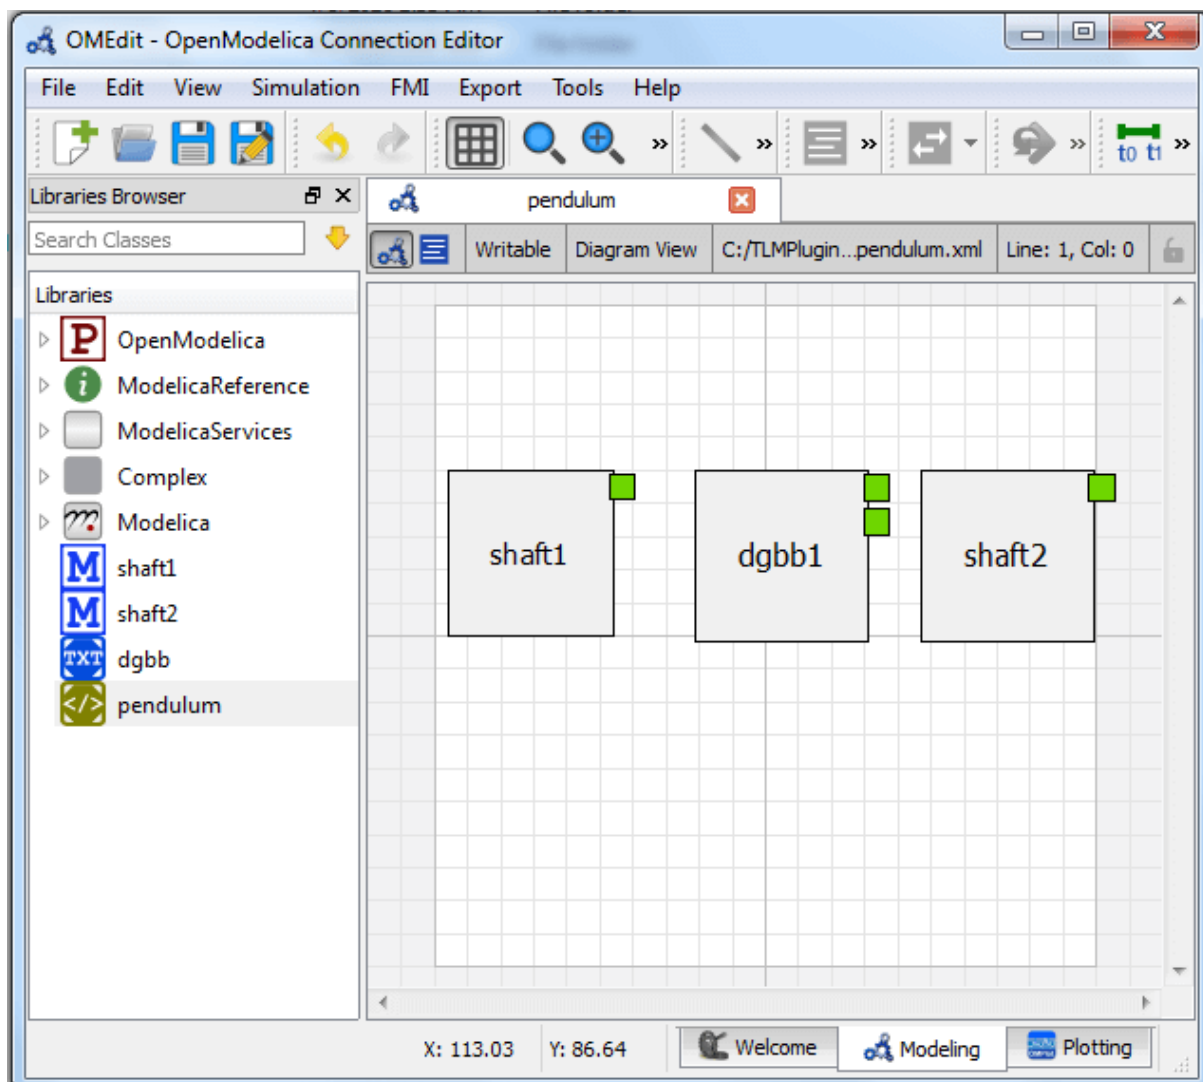 OMEdit - OpenModelica Connection Editor
File Edit View Simulation FMI Export Tools Help
t0 t1
Libraries Browser
pendulum
Search Classes
Writable Diagram View C:/TLMPlugin...pendulum.xml Line: 1, Col: 0
Libraries
P OpenModelica
i ModelicaReference
ModelicaServices
Complex
Modelica
M shaft1
M shaft2
TXT dgbb
</> pendulum
shaft1 dgbb1 shaft2
X: 113.03 Y: 86.64 Welcome Modeling Plotting